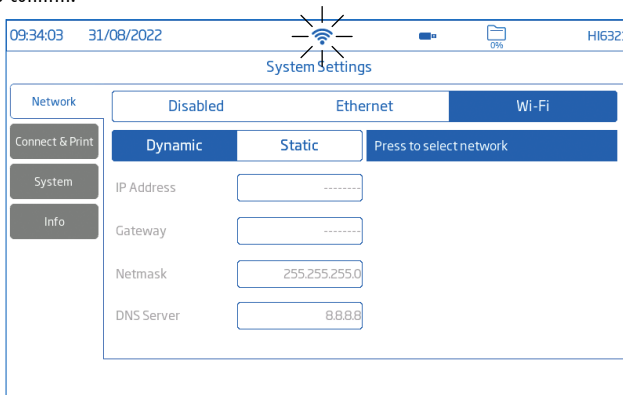 09:34:03 31/08/2022 0% HI632
System Settings
Network Disabled Ethernet Wi-Fi
Connect & Print Dynamic Static Press to select network
System IP Address --------
Info
Gateway --------
Netmask 255.255.255.0
DNS Server 8.8.8.8